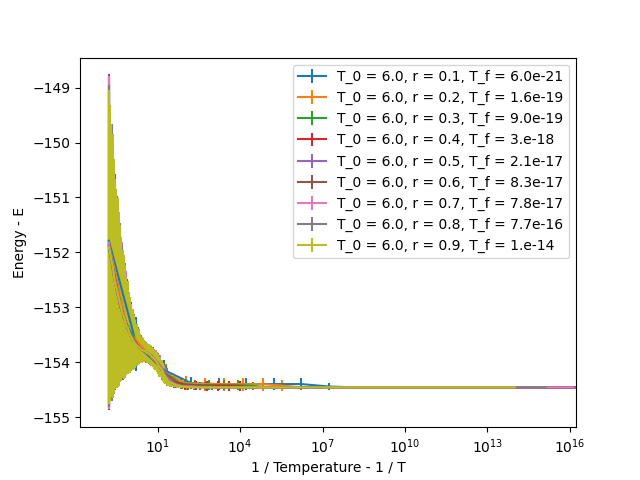 T_0 = 6.0, r = 0.1, T_f = 6.0e-21
T_0 = 6.0, r = 0.2, T_f = 1.6e-19
T_0 = 6.0, r = 0.3, T_f = 9.0e-19
T_0 = 6.0, r = 0.4, T_f = 3.e-18
T_0 = 6.0, r = 0.5, T_f = 2.1e-17
T_0 = 6.0, r = 0.6, T_f = 8.3e-17
T_0 = 6.0, r = 0.7, T_f = 7.8e-17
T_0 = 6.0, r = 0.8, T_f = 7.7e-16
T_0 = 6.0, r = 0.9, T_f = 1.e-14
−149
−150
−151
−152
−153
−154
−155
Energy - E
10¹ 10⁴ 10⁷ 10¹⁰ 10¹³ 10¹⁶
1 / Temperature - 1 / T